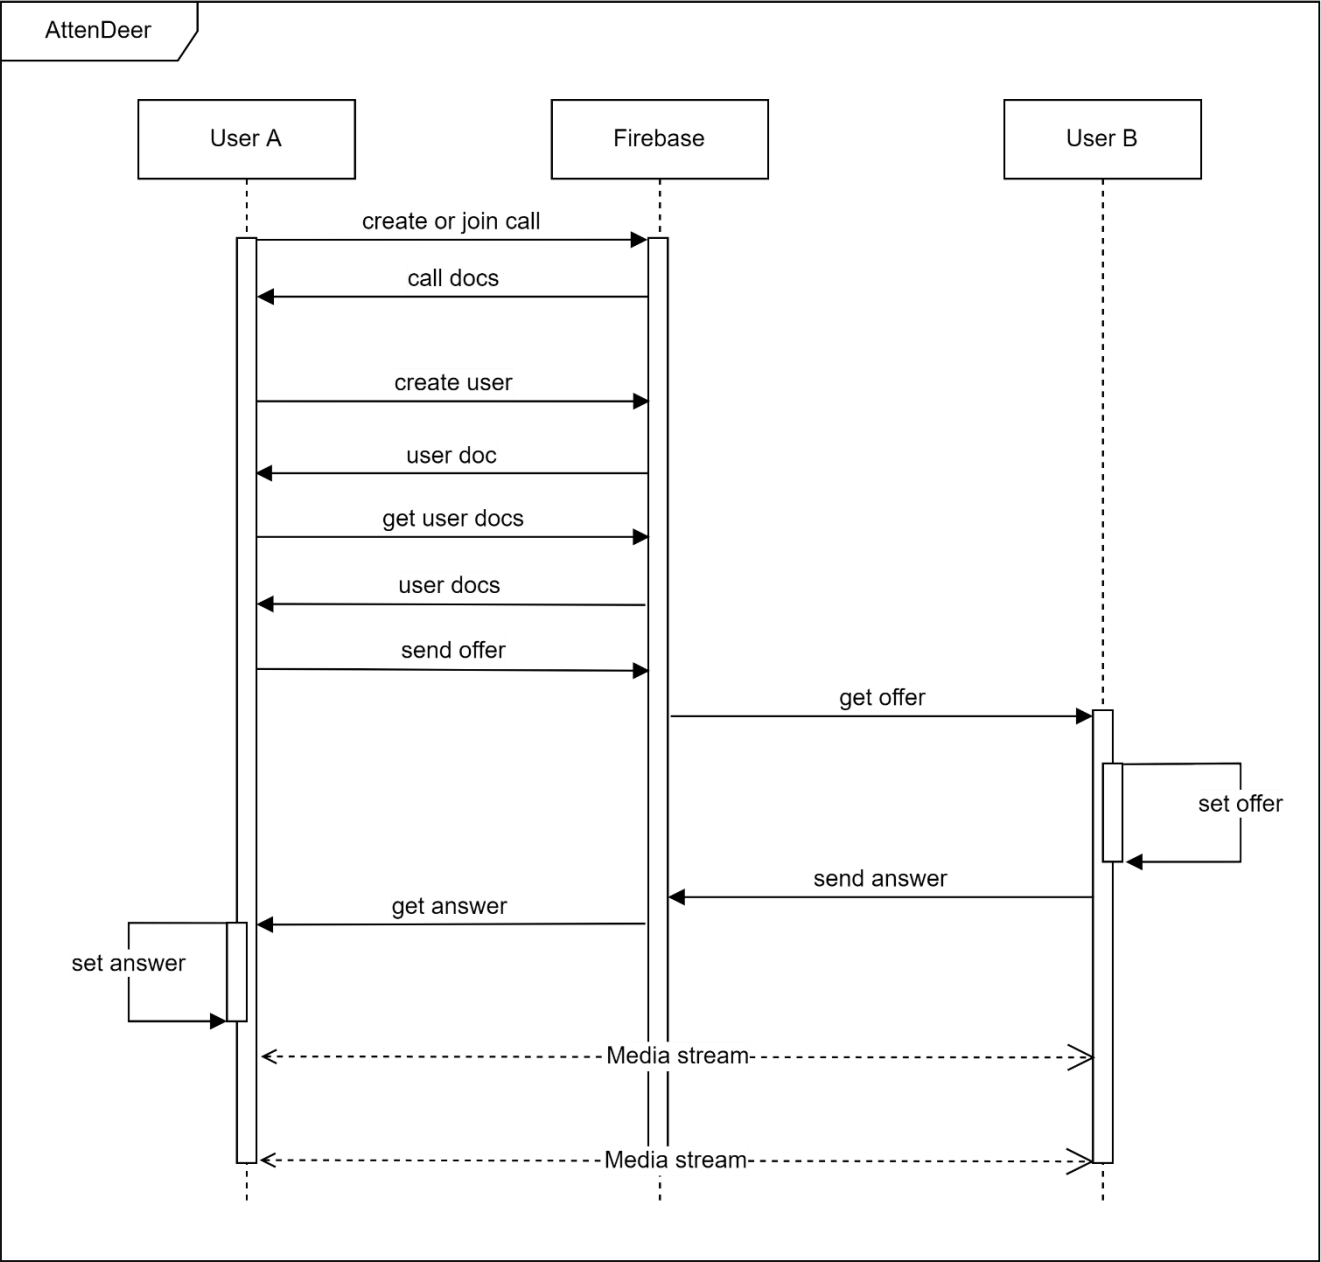 AttenDeer
User A
Firebase
User B
create or join call
call docs
create user
user doc
get user docs
user docs
send offer
get offer
set offer
send answer
get answer
set answer
Media stream
Media stream